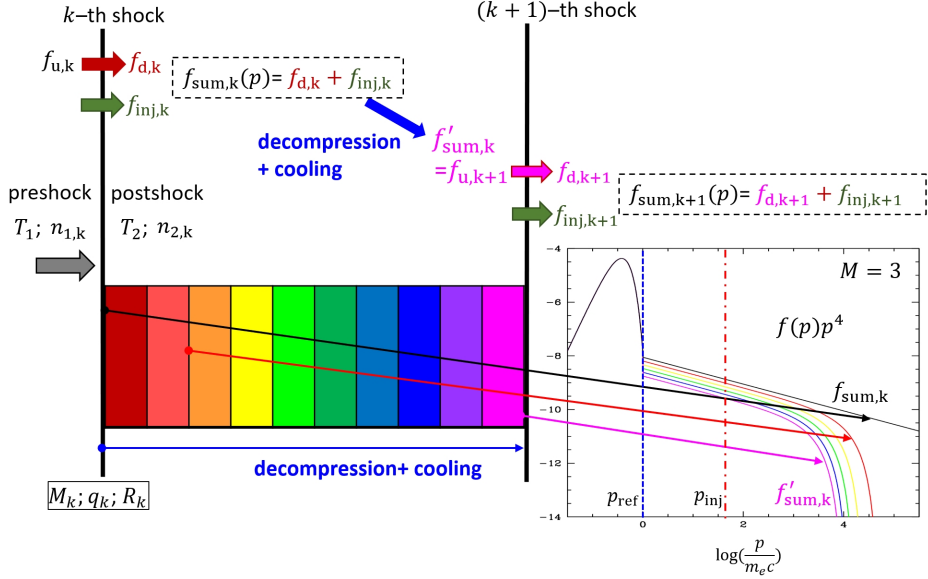 k–th shock
(k + 1)–th shock
f_u,k f_d,k
f_inj,k
f_sum,k(p)= f_d,k + f_inj,k
decompression
+ cooling
f′_sum,k
=f_u,k+1 f_d,k+1
f_inj,k+1
f_sum,k+1(p)= f_d,k+1 + f_inj,k+1
preshock postshock
T_1; n_1,k T_2; n_2,k
decompression+ cooling
M_k; q_k; R_k
M = 3
f(p)p^4
f_sum,k
f′_sum,k
p_ref p_inj
−4
−6
−8
−10
−12
−14
0 2 4
log(p/m_e c)